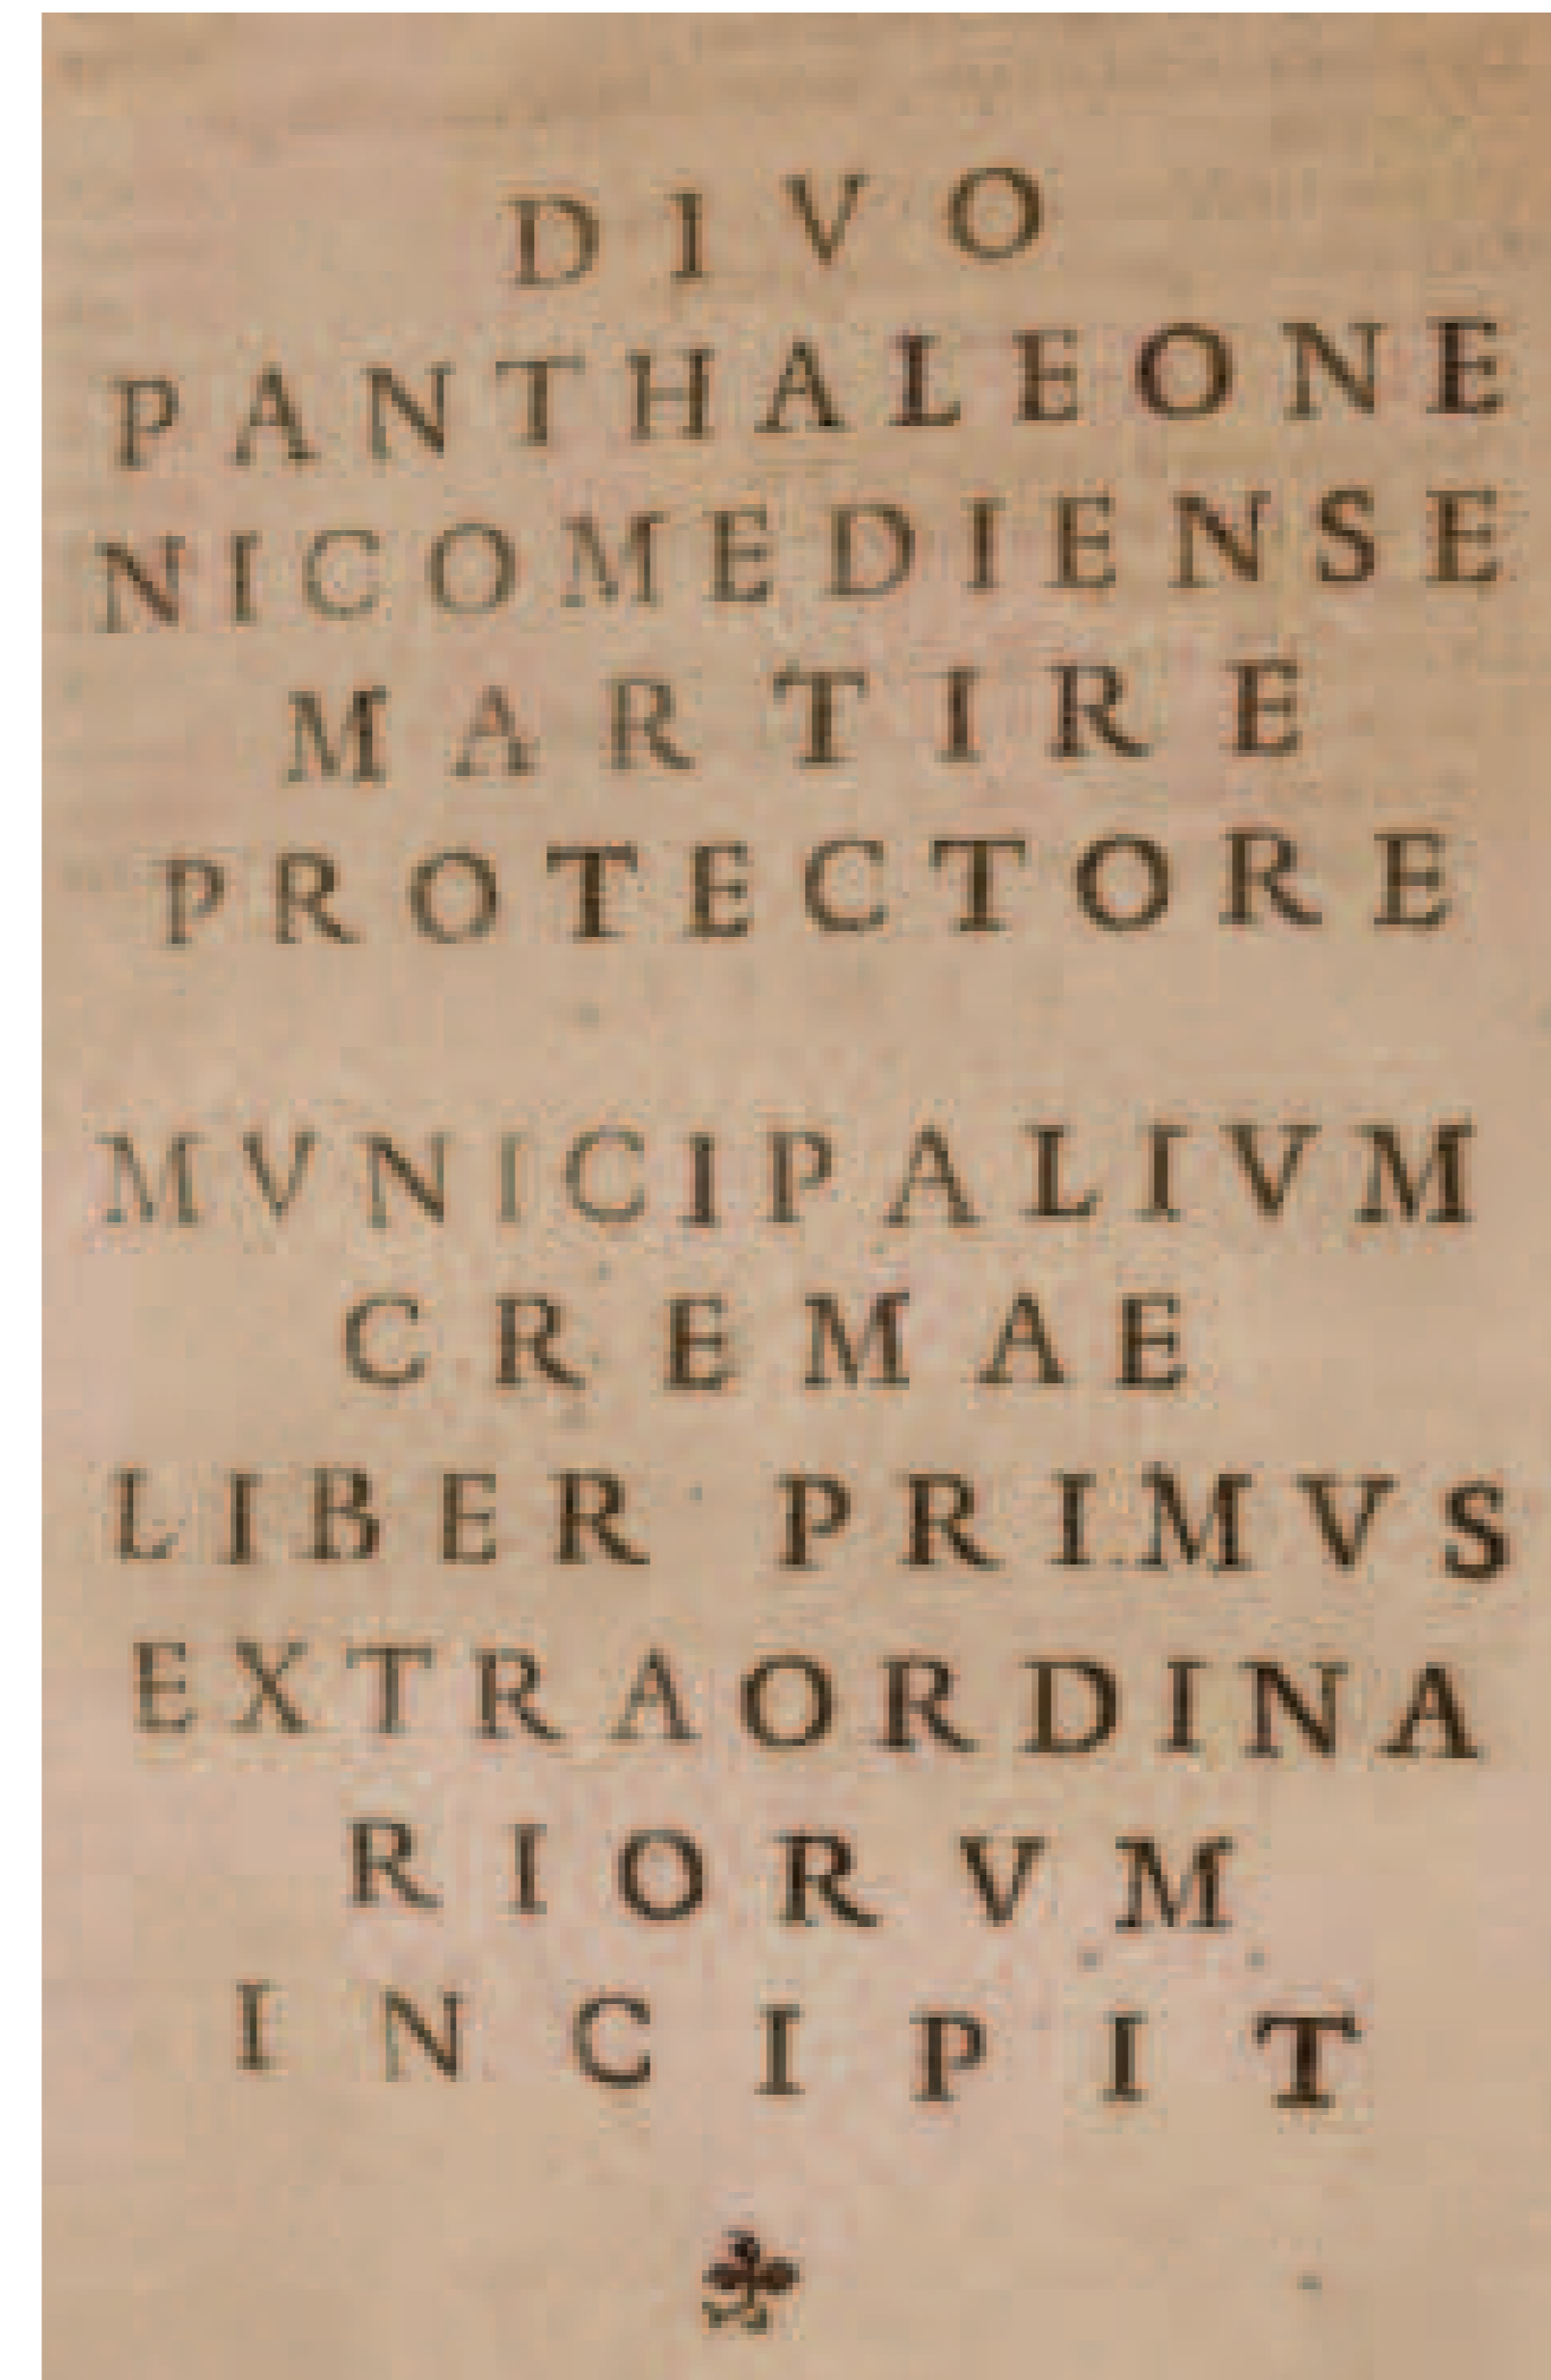 DIVO
PANTHALEONE
NICOMEDIENSE
MARTIRE
PROTECTORE
MVNICIPALIVM
CREMAE
LIBER PRIMVS
EXTRAORDINA
RIORVM
INCIPIT